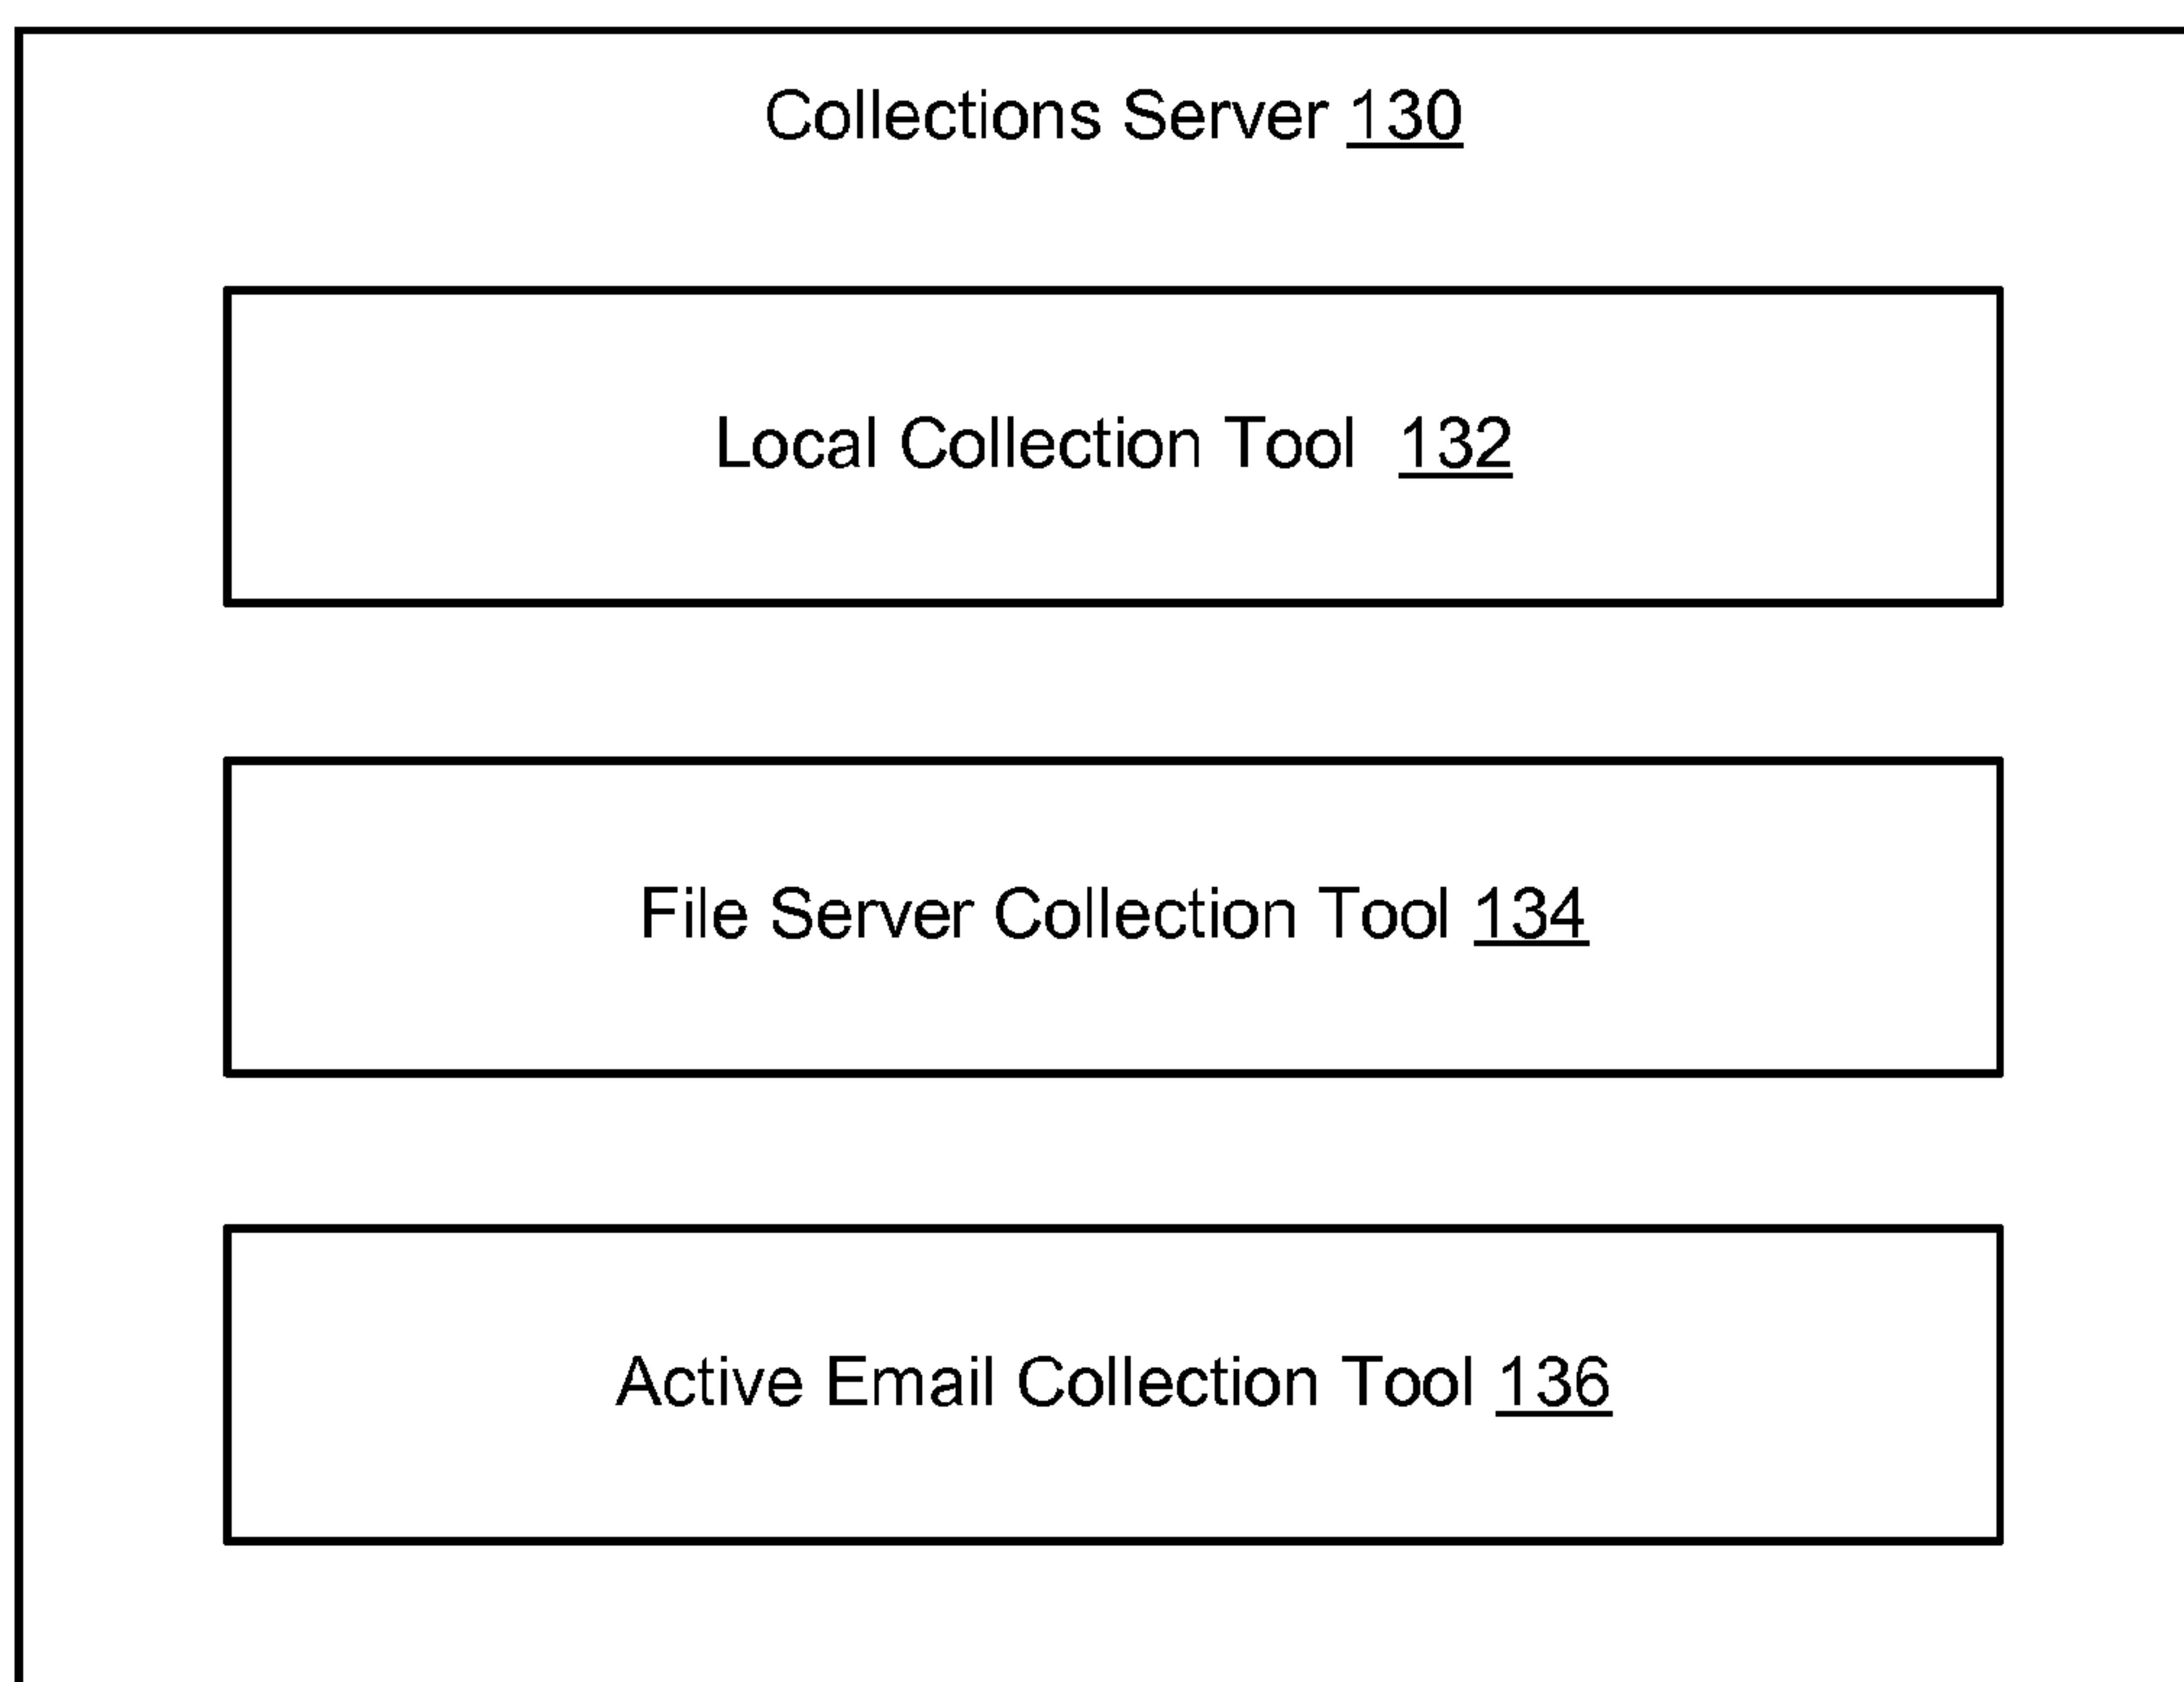 Collections Server 130
Local Collection Tool 132
File Server Collection Tool 134
Active Email Collection Tool 136